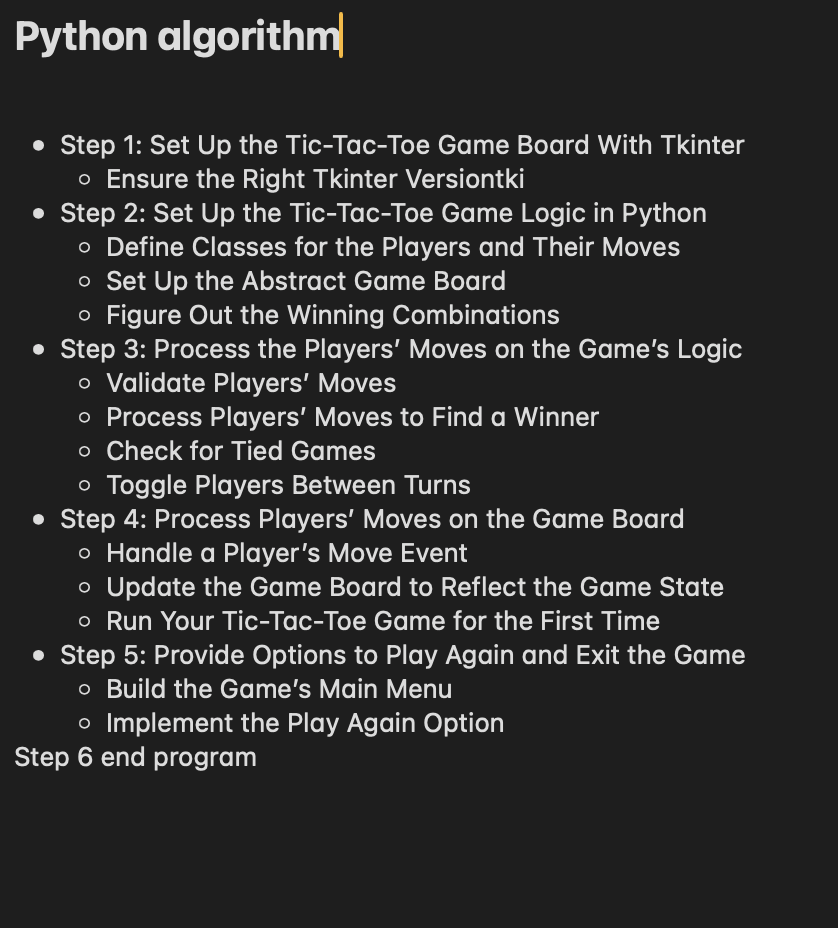 Python algorithm
• Step 1: Set Up the Tic-Tac-Toe Game Board With Tkinter
◦ Ensure the Right Tkinter Versiontki
• Step 2: Set Up the Tic-Tac-Toe Game Logic in Python
◦ Define Classes for the Players and Their Moves
◦ Set Up the Abstract Game Board
◦ Figure Out the Winning Combinations
• Step 3: Process the Players’ Moves on the Game’s Logic
◦ Validate Players’ Moves
◦ Process Players’ Moves to Find a Winner
◦ Check for Tied Games
◦ Toggle Players Between Turns
• Step 4: Process Players’ Moves on the Game Board
◦ Handle a Player’s Move Event
◦ Update the Game Board to Reflect the Game State
◦ Run Your Tic-Tac-Toe Game for the First Time
• Step 5: Provide Options to Play Again and Exit the Game
◦ Build the Game’s Main Menu
◦ Implement the Play Again Option
Step 6 end program